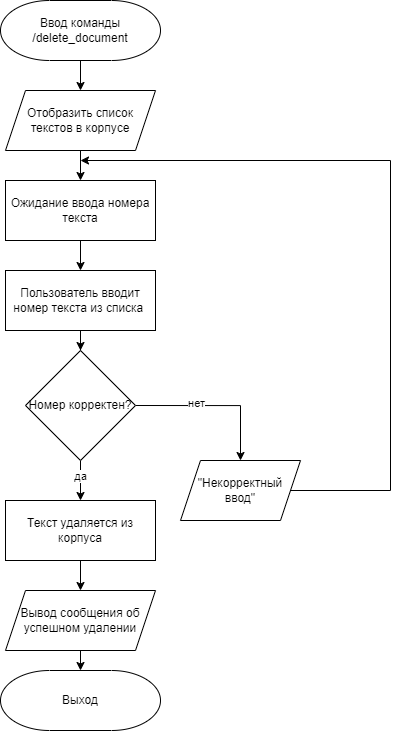 Ввод команды
/delete_document
Отобразить список
текстов в корпусе
Ожидание ввода номера
текста
Пользователь вводит
номер текста из списка
Номер корректен?
нет
"Некорректный
ввод"
да
Текст удаляется из
корпуса
Вывод сообщения об
успешном удалении
Выход